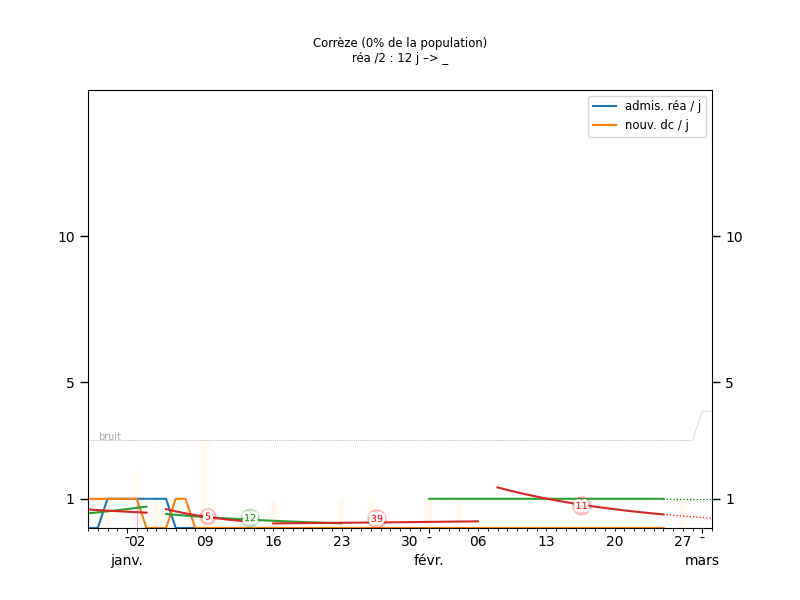 Corrèze (0% de la population)
réa /2 : 12 j –> _
admis. réa / j
nouv. dc / j
10
10
5
5
bruit
1
1
5
12
39
11
02
09
16
23
30
06
13
20
27
janv.
févr.
mars